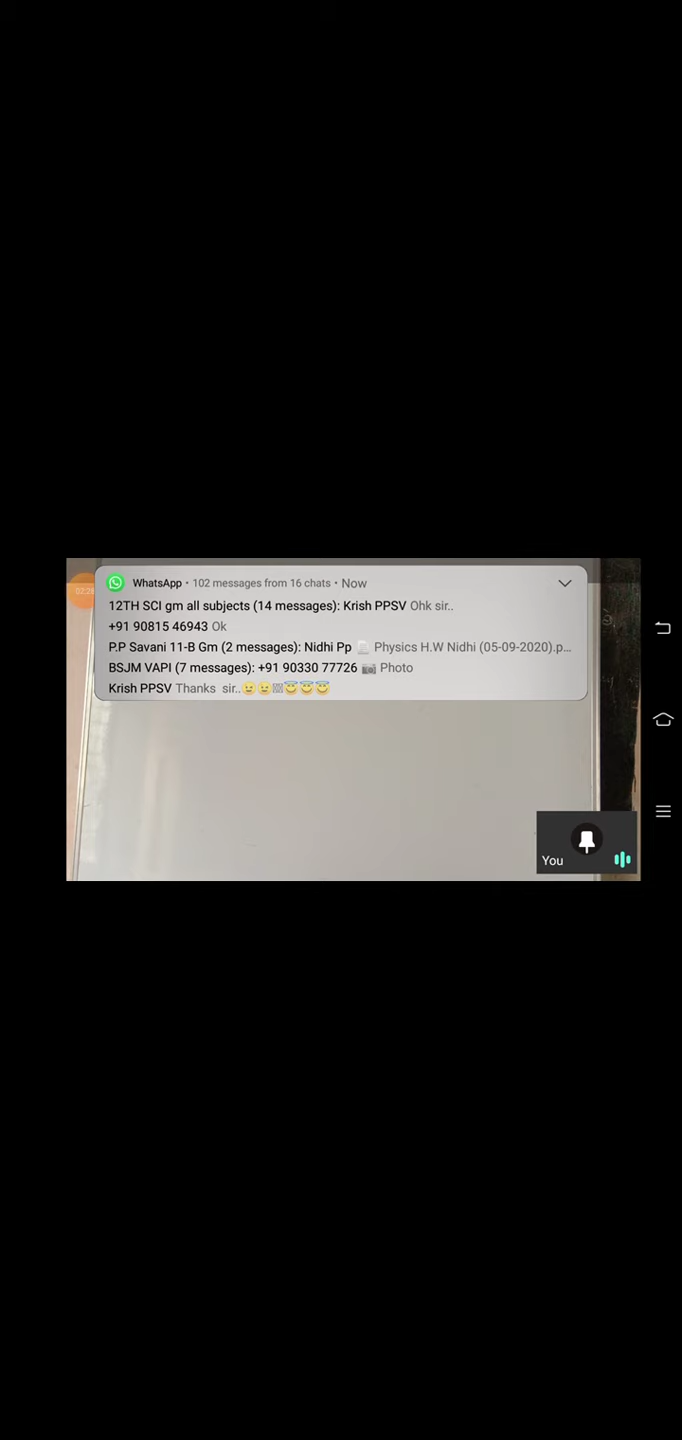 WhatsApp • 102 messages from 16 chats • Now
02:28
12TH SCI gm all subjects (14 messages): Krish PPSV Ohk sir..
+91 90815 46943 Ok
P.P Savani 11-B Gm (2 messages): Nidhi Pp 📄 Physics H.W Nidhi (05-09-2020).p...
BSJM VAPI (7 messages): +91 90330 77726 📷 Photo
Krish PPSV Thanks sir..😉😉😇😇😇
You